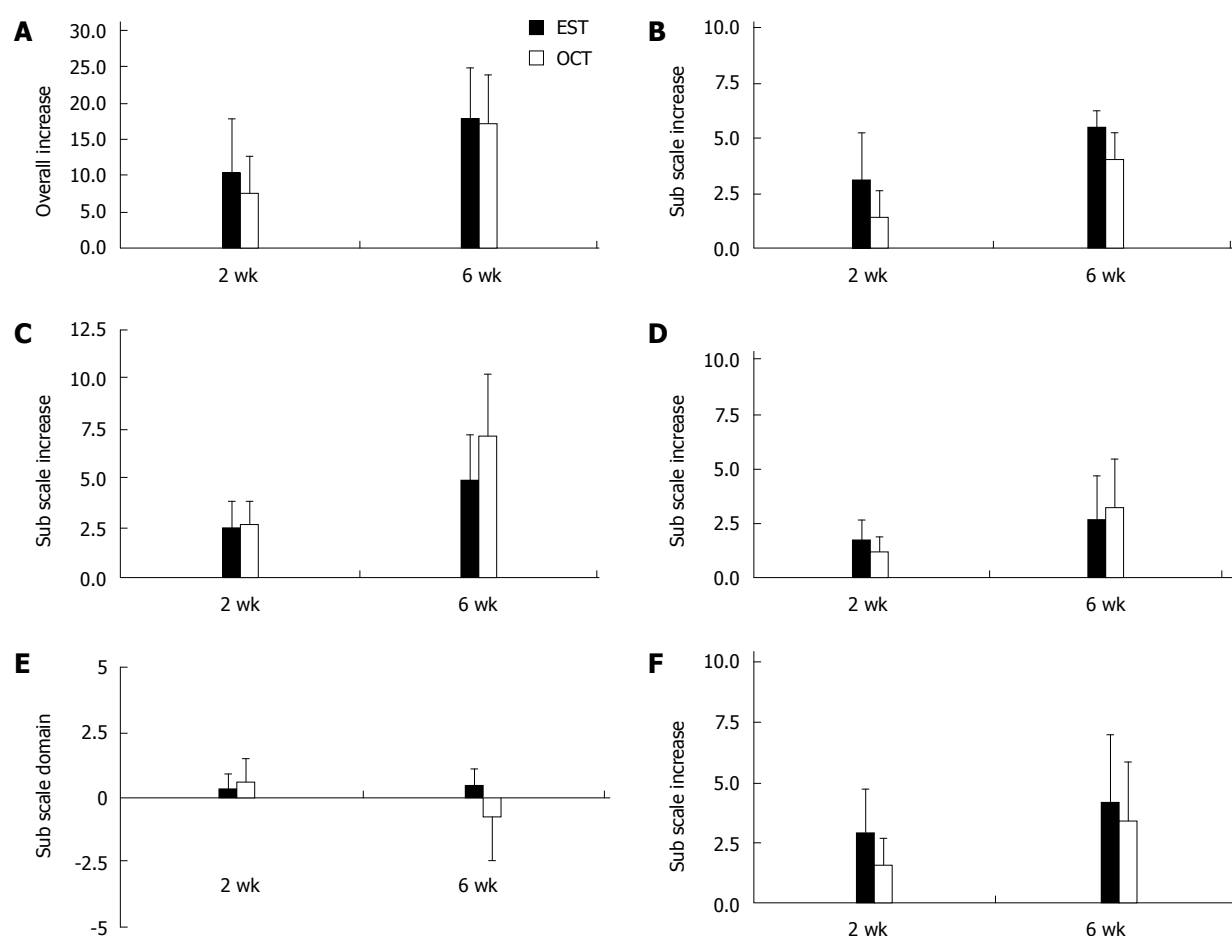 A
Overall increase
30.0
25.0
20.0
15.0
10.0
5.0
0.0
2 wk
6 wk
EST
OCT
B
Sub scale increase
10.0
7.5
5.0
2.5
0.0
2 wk
6 wk
C
Sub scale increase
12.5
10.0
7.5
5.0
2.5
0.0
2 wk
6 wk
D
Sub scale increase
10.0
7.5
5.0
2.5
0.0
2 wk
6 wk
E
Sub scale domain
5
2.5
0
-2.5
-5
2 wk
6 wk
F
Sub scale increase
10.0
7.5
5.0
2.5
0.0
2 wk
6 wk